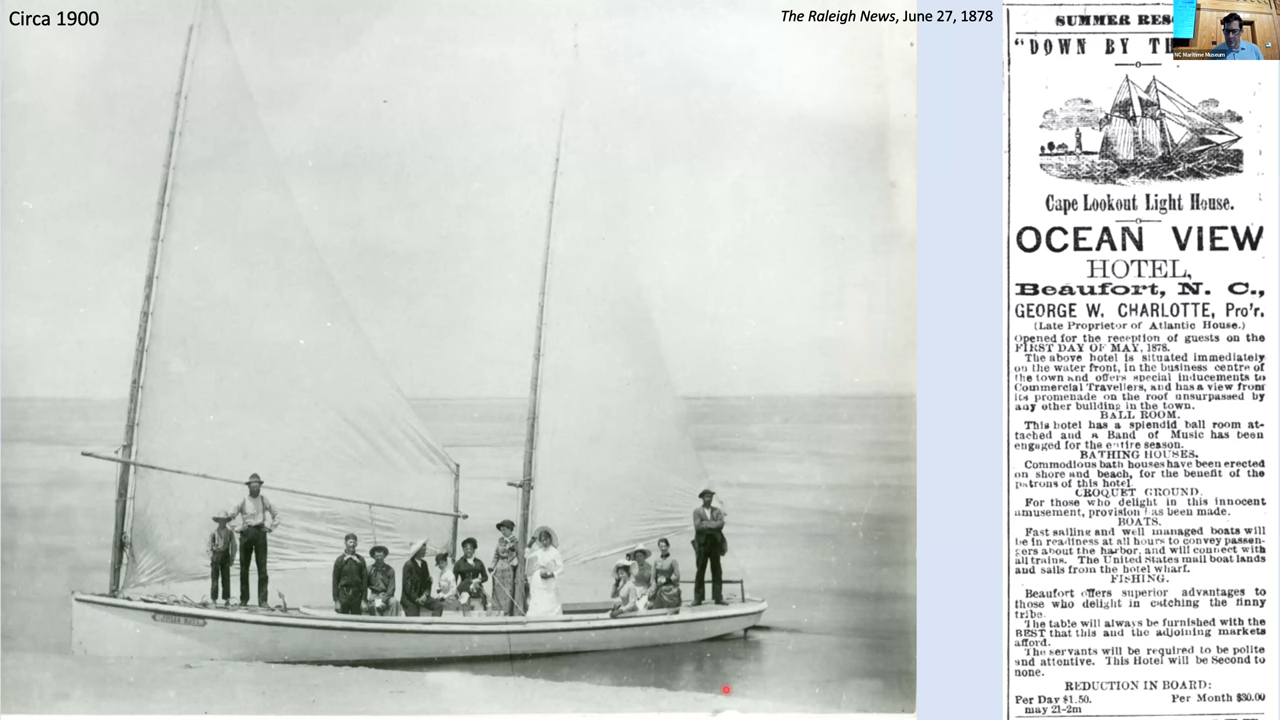 Circa 1900
The Raleigh News, June 27, 1878
NC Maritime Museum
SUMMER
"DOWN BY
Cape Lookout Light House.
OCEAN VIEW
HOTEL,
Beaufort, N. C.,
GEORGE W. CHARLOTTE, Pro'r.
(Late Proprietor of Atlantic House.)
Opened for the reception of guests on the
FIRST DAY OF MAY, 1878.
The above hotel is situated immediately
on the water front, in the business centre of
the town and offers special inducements to
Commercial Travellers, and has a view from
its promenade on the roof unsurpassed by
any other building in the town.
BALL ROOM.
This hotel has a splendid ball room at-
tached and a Band of Music has been
engaged for the entire season.
BATHING HOUSES.
Commodious bath houses have been erected
on shore and beach, for the benefit of the
patrons of this hotel.
CROQUET GROUND.
For those who delight in this innocent
amusement, provision has been made.
BOATS.
Fast sailing and well managed boats will
be in readiness at all hours to convey passen-
gers about the harbor, and will connect with
all trains. The United States mail boat lands
and sails from the hotel wharf.
FISHING.
Beaufort offers superior advantages to
those who delight in catching the finny
tribe.
The table will always be furnished with the
BEST that this and the adjoining markets
afford.
The servants will be required to be polite
and attentive. This Hotel will be Second to
none.
REDUCTION IN BOARD:
Per Day $1.50. Per Month $30.00
may 21-2m